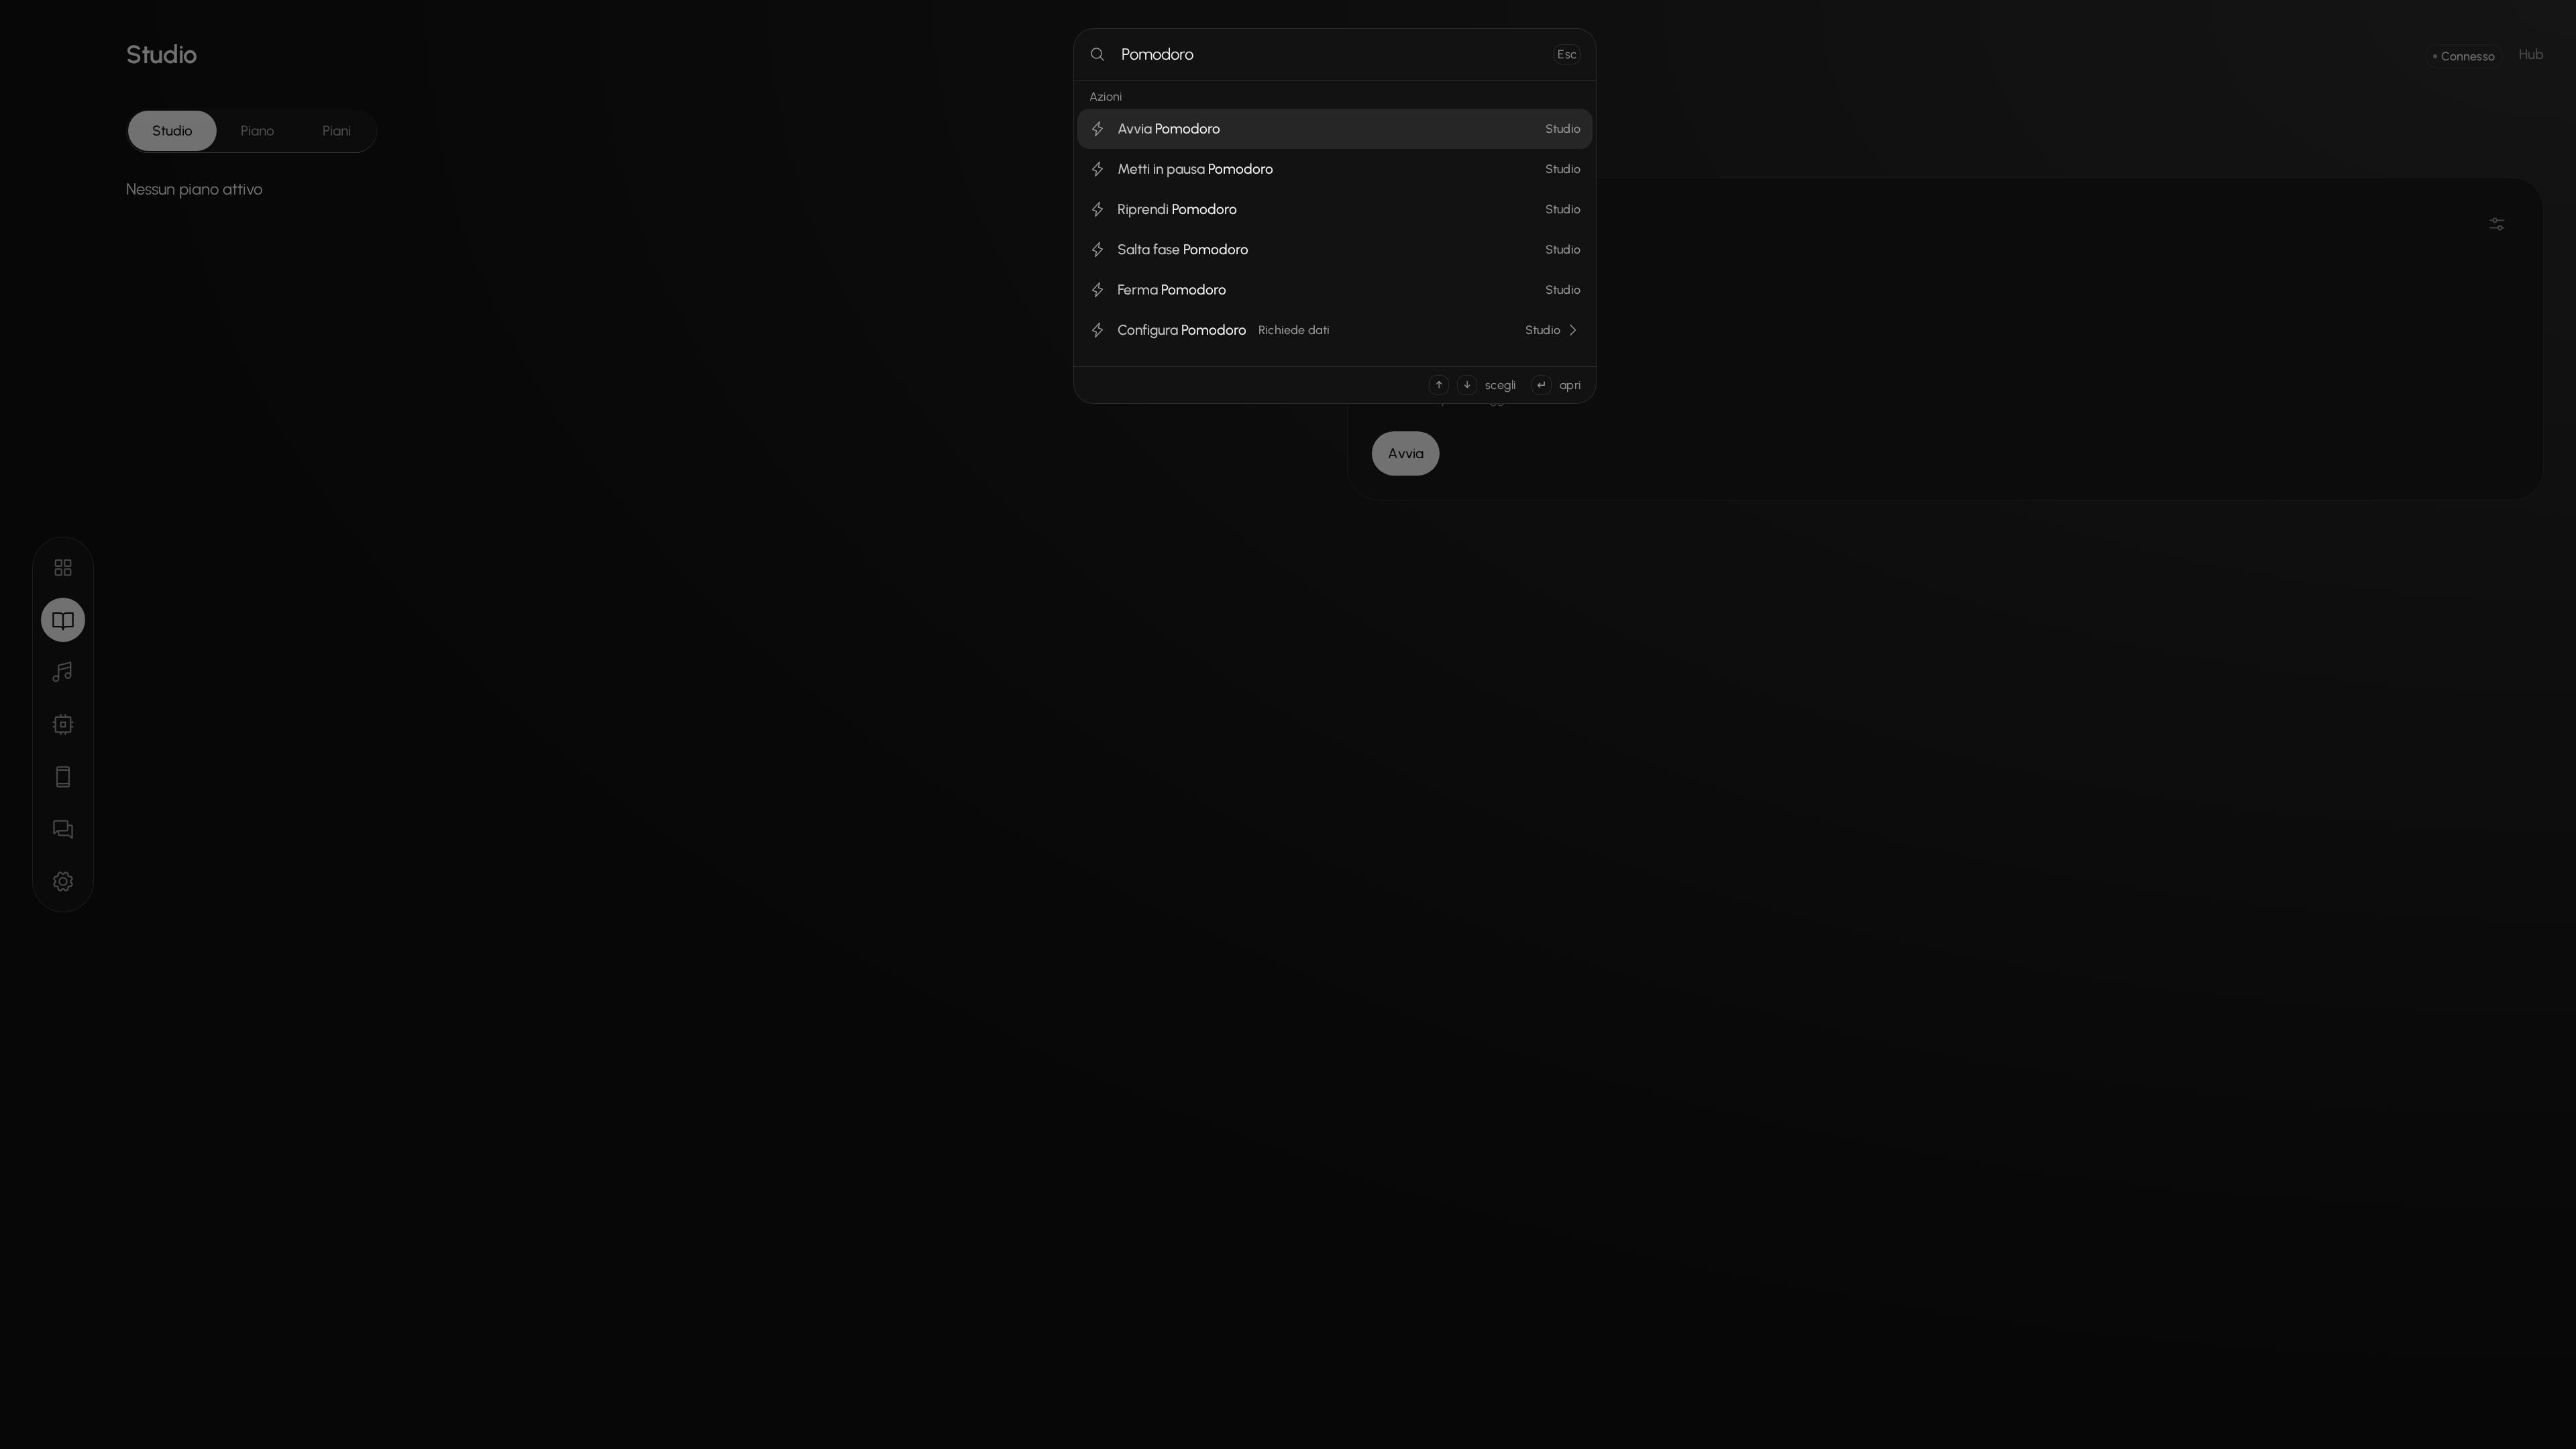 Studio
Pomodoro
Esc
Connesso
Hub
Azioni
Studio
Piano
Piani
Avvia Pomodoro
Studio
Metti in pausa Pomodoro
Studio
Nessun piano attivo
Riprendi Pomodoro
Studio
Salta fase Pomodoro
Studio
Ferma Pomodoro
Studio
Configura Pomodoro
Richiede dati
Studio
scegli
apri
Avvia